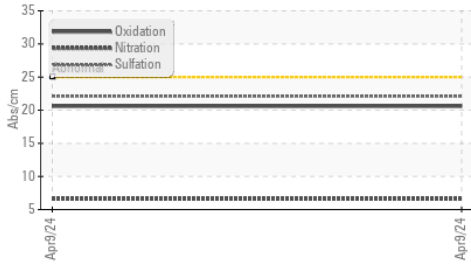 35
30
25
20
15
10
5
Abs/cm
Oxidation
Nitration
Sulfation
Abnormal
Apr9/24
Apr9/24